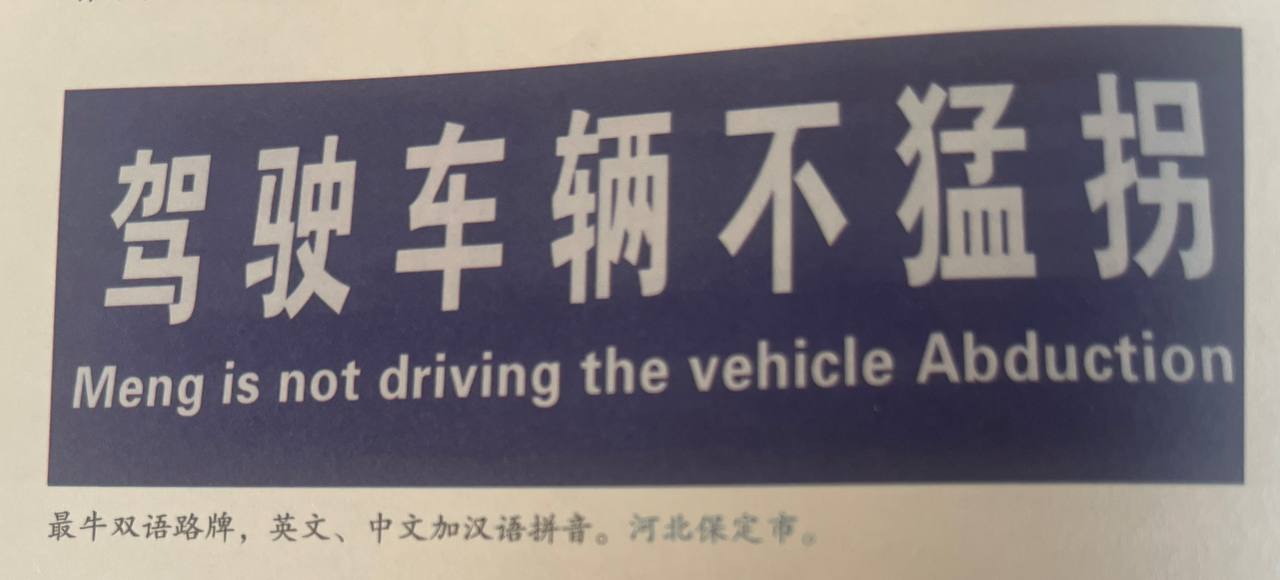 驾驶车辆不猛拐
Meng is not driving the vehicle Abduction
最牛双语路牌，英文、中文加汉语拼音。河北保定市。